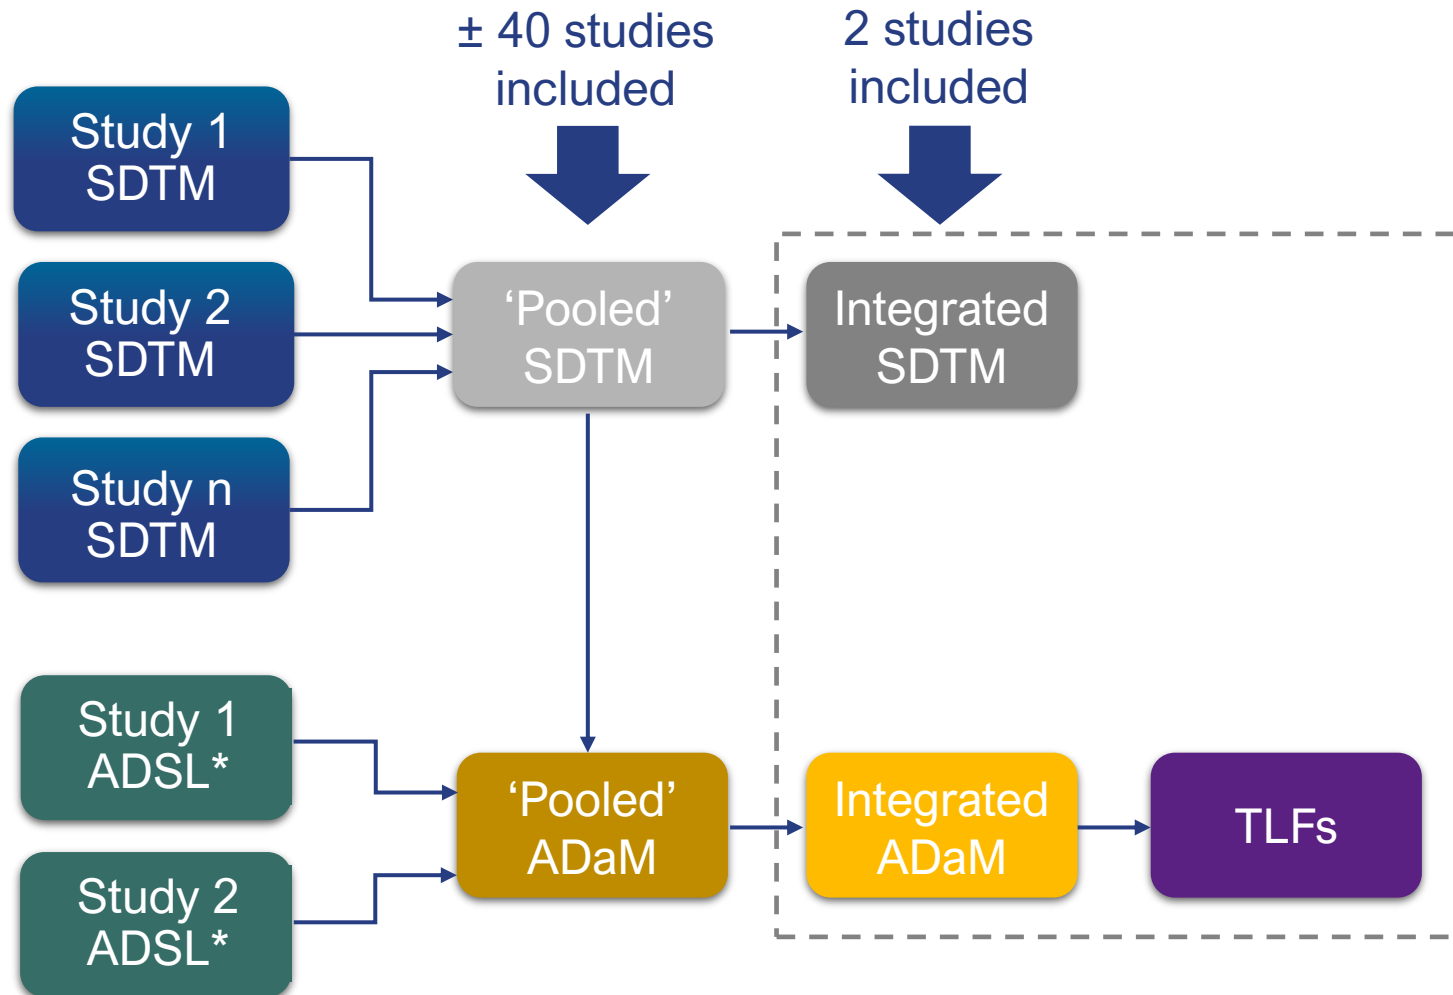 ± 40 studies
included
2 studies
included
Study 1
SDTM
Study 2
SDTM
Study n
SDTM
‘Pooled’
SDTM
Integrated
SDTM
Study 1
ADSL*
Study 2
ADSL*
‘Pooled’
ADaM
Integrated
ADaM
TLFs